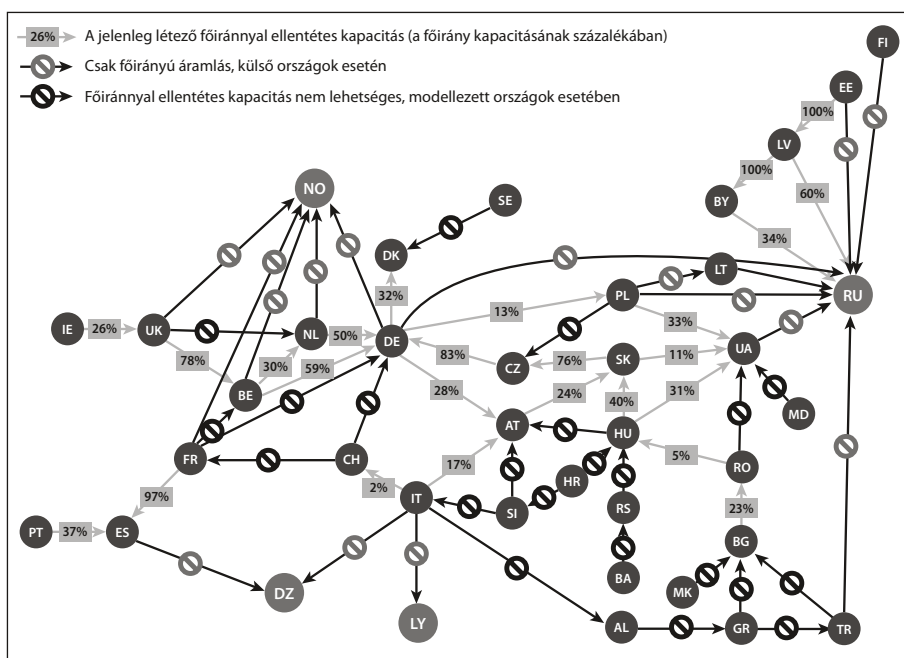 26% A jelenleg létező főiránnyal ellentétes kapacitás (a főirány kapacitásának százalékában)
Csak főirányú áramlás, külső országok esetén
Főiránnyal ellentétes kapacitás nem lehetséges, modellezett országok esetében
FI
EE
100%
LV
100%
60%
BY
34%
NO
SE
DK
LT
RU
32%
PL
13%
33%
IE
26%
UK
NL
50%
DE
83%
CZ
76%
SK
11%
UA
78%
30%
59%
BE
28%
24%
40%
31%
MD
AT
HU
FR
CH
17%
5%
RO
2%
97%
IT
HR
SI
RS
23%
PT
37%
ES
BG
BA
MK
DZ
LY
AL
GR
TR